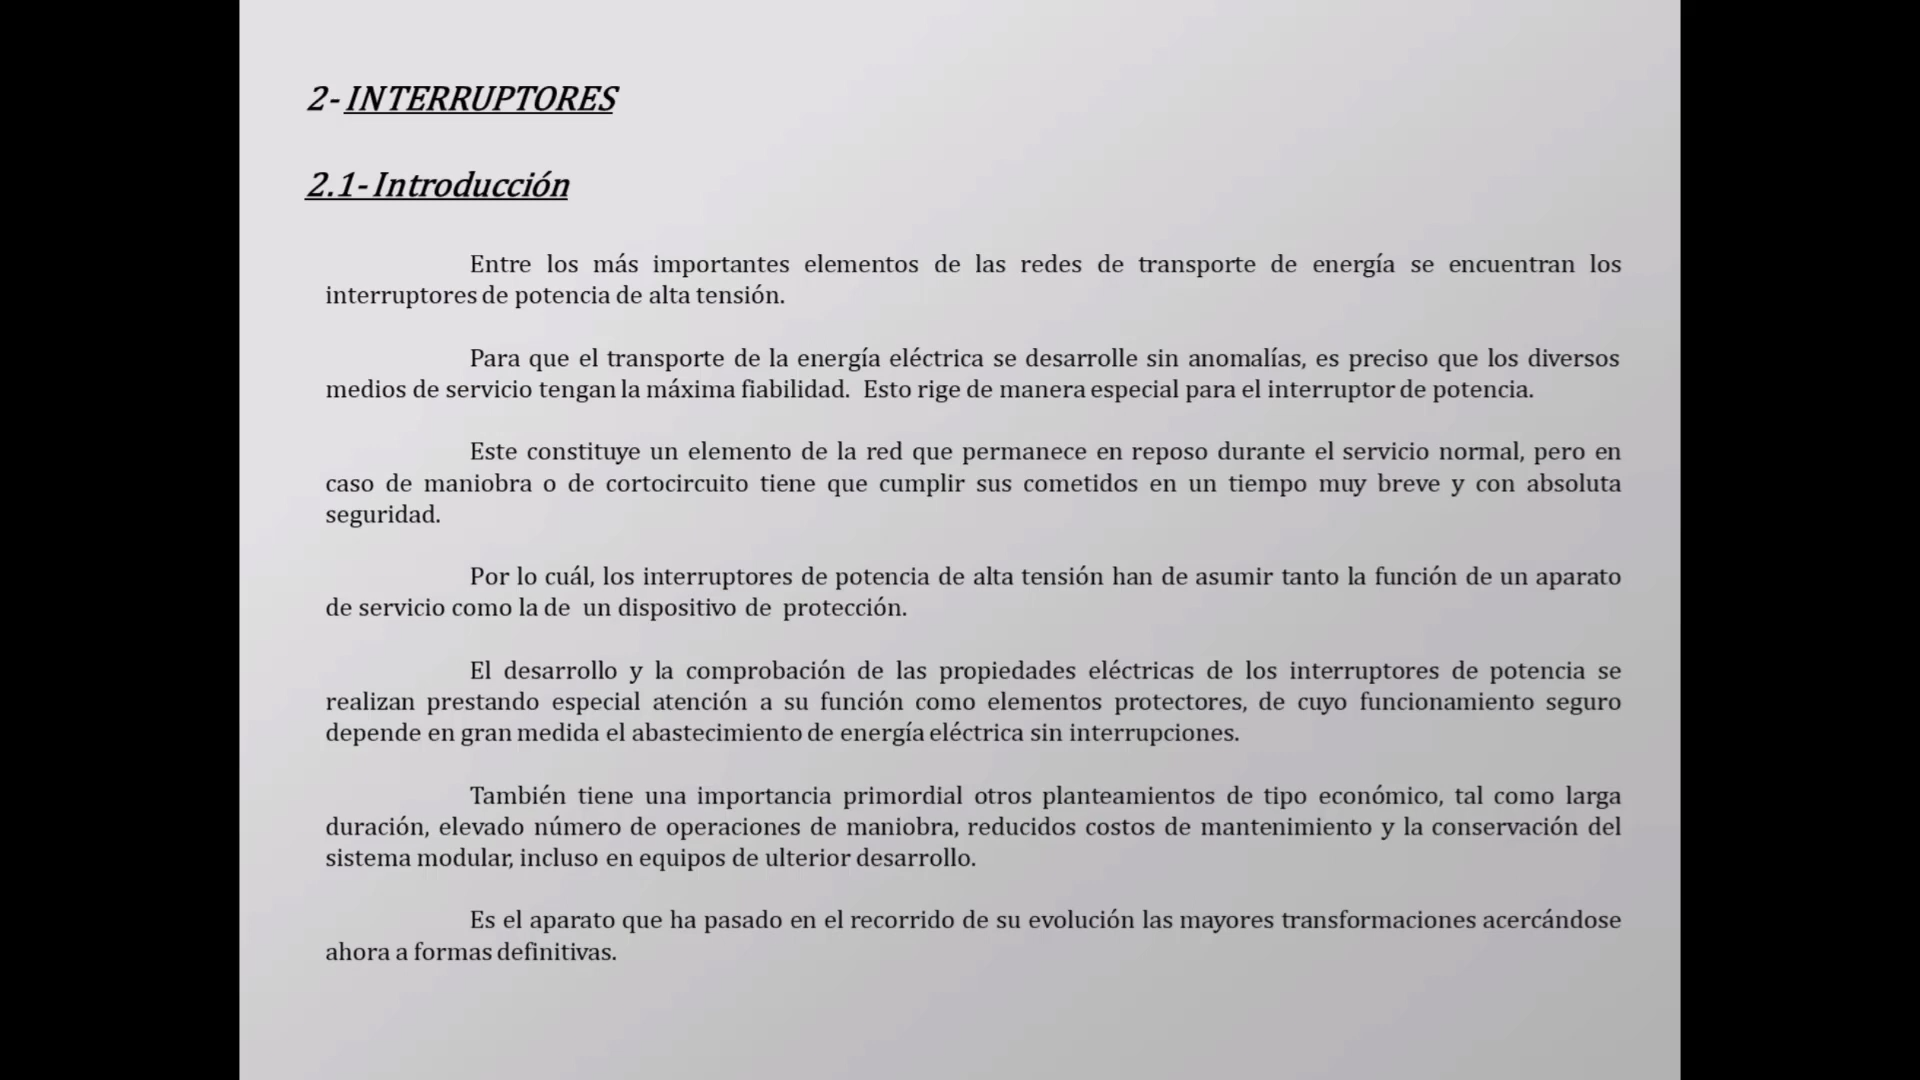 2- INTERRUPTORES
2.1- Introducción
Entre los más importantes elementos de las redes de transporte de energía se encuentran los
interruptores de potencia de alta tensión.
Para que el transporte de la energía eléctrica se desarrolle sin anomalías, es preciso que los diversos
medios de servicio tengan la máxima fiabilidad. Esto rige de manera especial para el interruptor de potencia.
Este constituye un elemento de la red que permanece en reposo durante el servicio normal, pero en
caso de maniobra o de cortocircuito tiene que cumplir sus cometidos en un tiempo muy breve y con absoluta
seguridad.
Por lo cuál, los interruptores de potencia de alta tensión han de asumir tanto la función de un aparato
de servicio como la de un dispositivo de protección.
El desarrollo y la comprobación de las propiedades eléctricas de los interruptores de potencia se
realizan prestando especial atención a su función como elementos protectores, de cuyo funcionamiento seguro
depende en gran medida el abastecimiento de energía eléctrica sin interrupciones.
También tiene una importancia primordial otros planteamientos de tipo económico, tal como larga
duración, elevado número de operaciones de maniobra, reducidos costos de mantenimiento y la conservación del
sistema modular, incluso en equipos de ulterior desarrollo.
Es el aparato que ha pasado en el recorrido de su evolución las mayores transformaciones acercándose
ahora a formas definitivas.